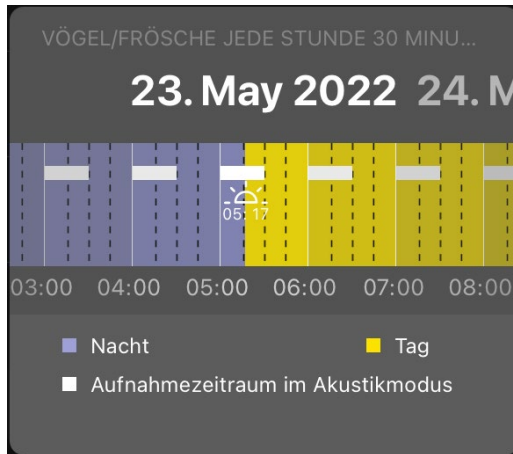 VÖGEL/FRÖSCHE JEDE STUNDE 30 MINU...
23. May 2022 24. M
05:17
03:00 04:00 05:00 06:00 07:00 08:00
Nacht Tag
Aufnahmezeitraum im Akustikmodus